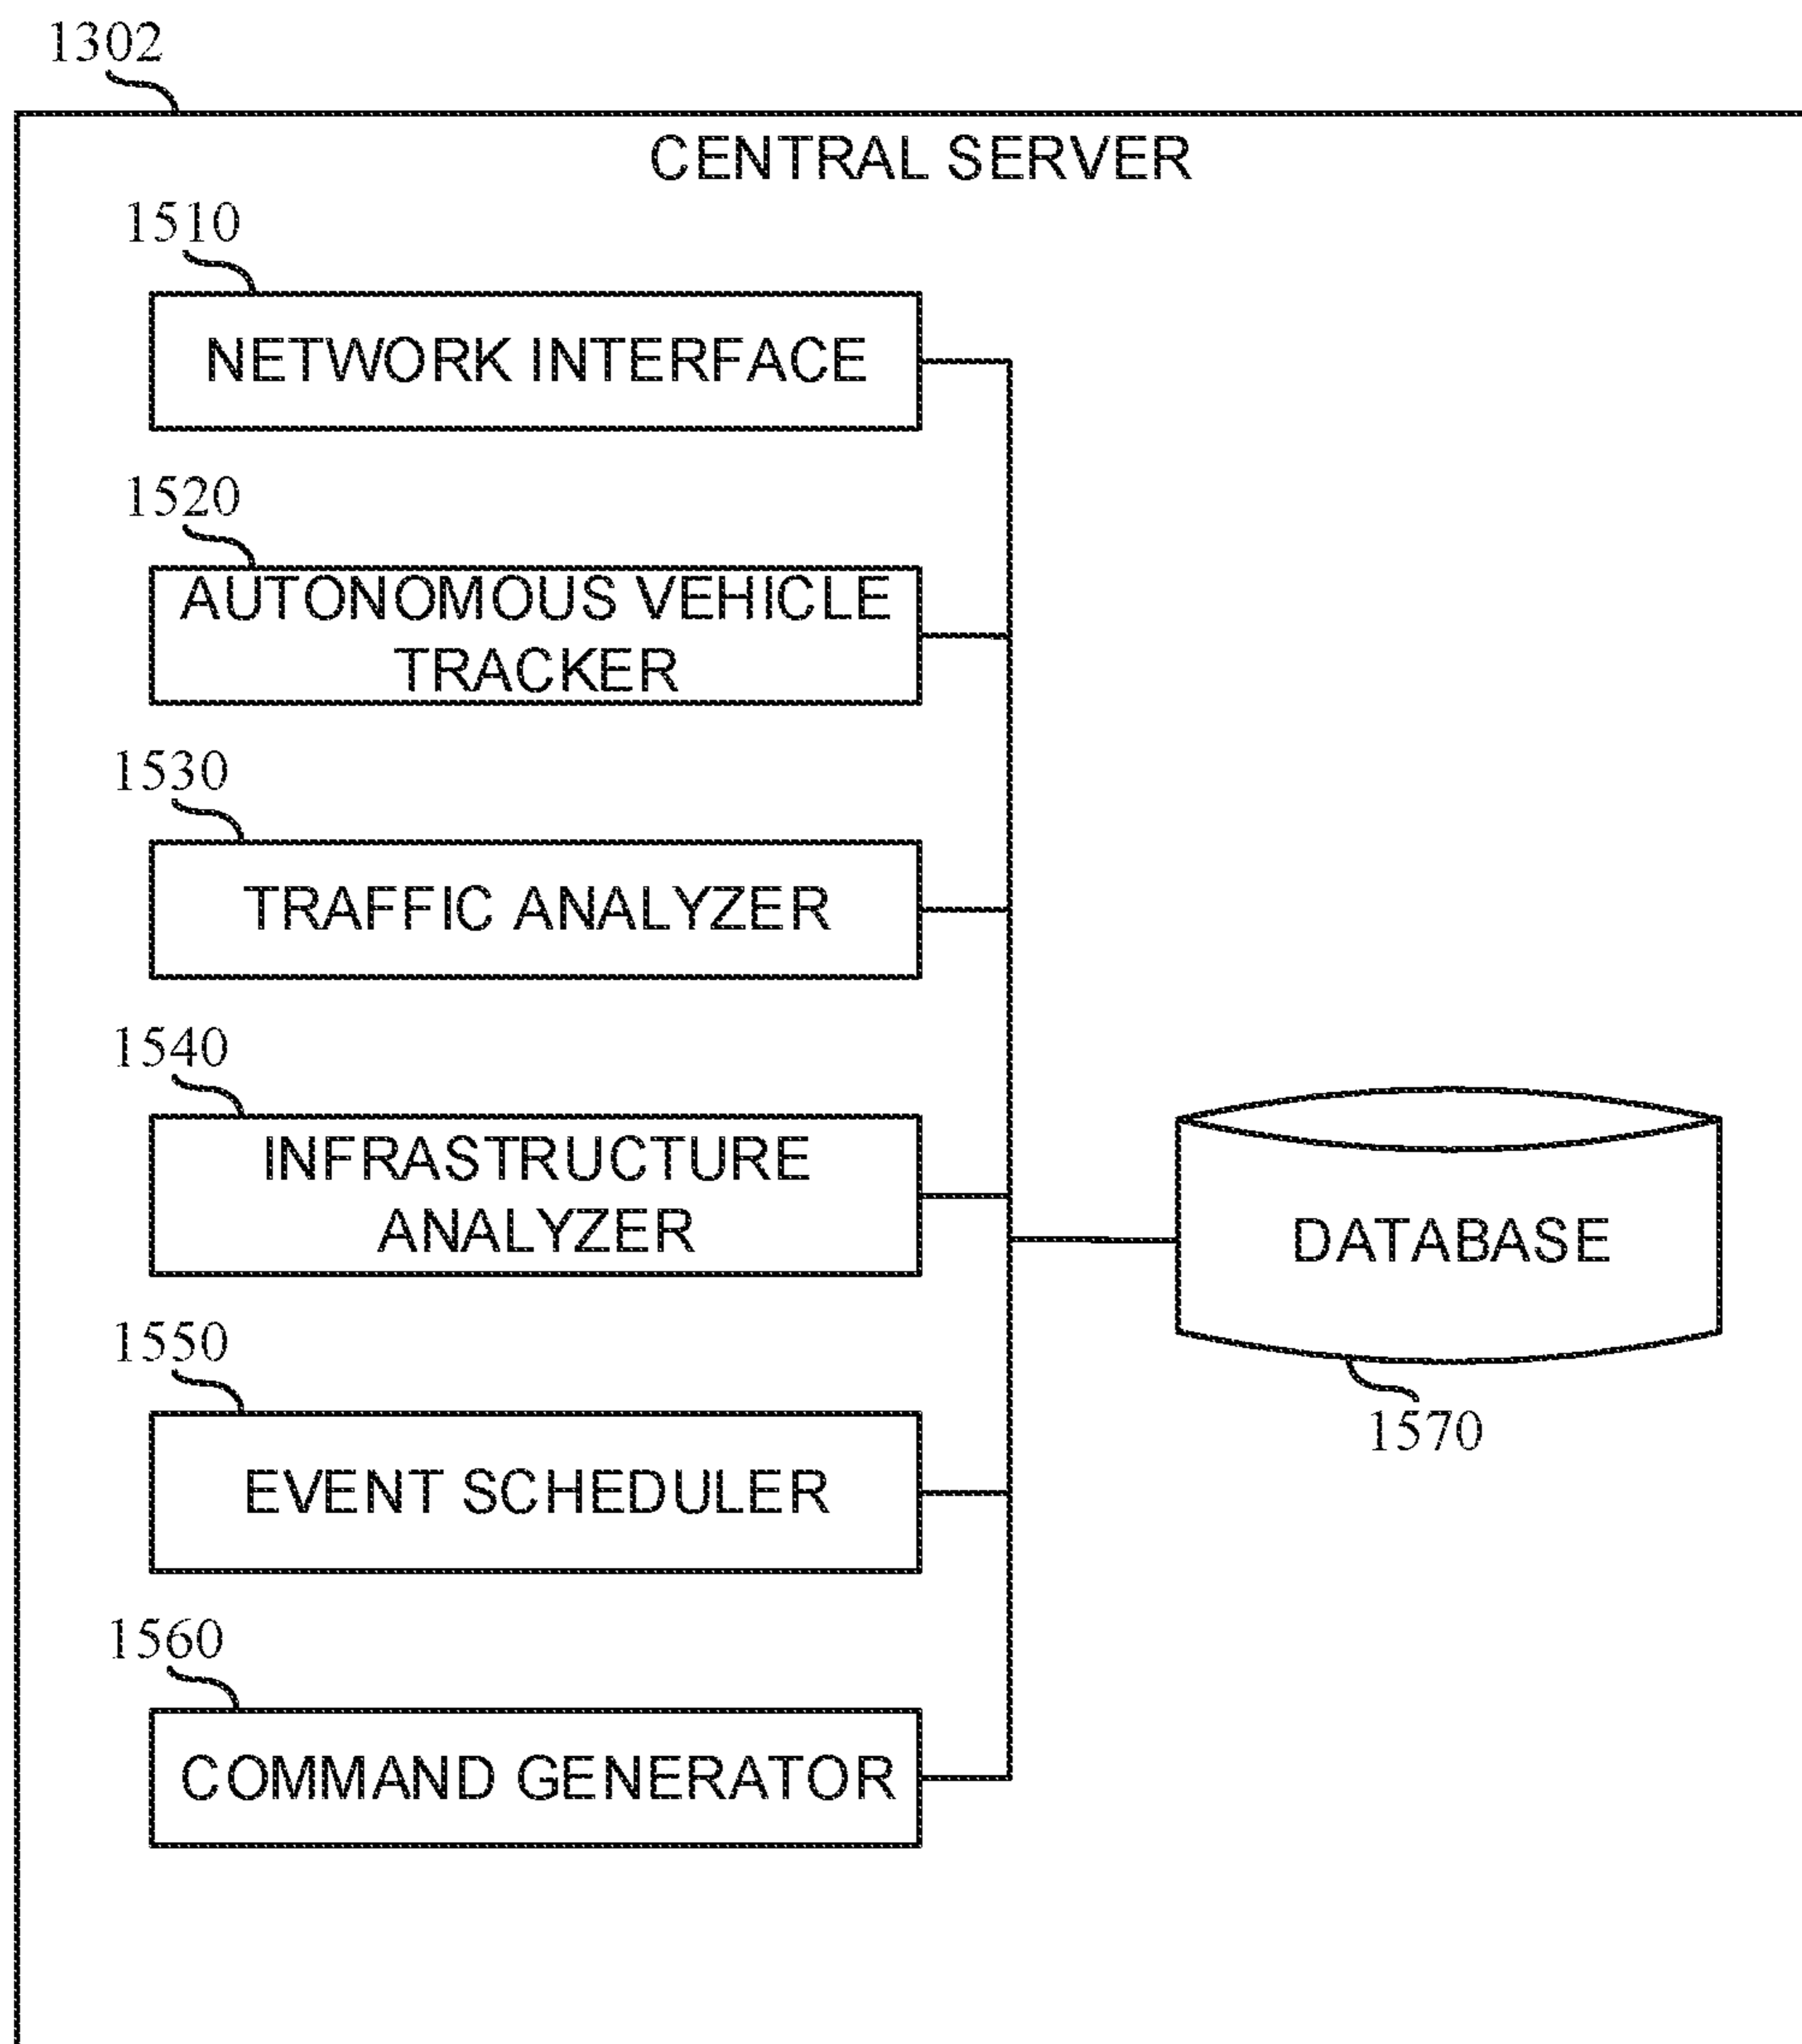 1302
CENTRAL SERVER
1510
NETWORK INTERFACE
1520
AUTONOMOUS VEHICLE
TRACKER
1530
TRAFFIC ANALYZER
1540
INFRASTRUCTURE
ANALYZER
DATABASE
1550
1570
EVENT SCHEDULER
1560
COMMAND GENERATOR